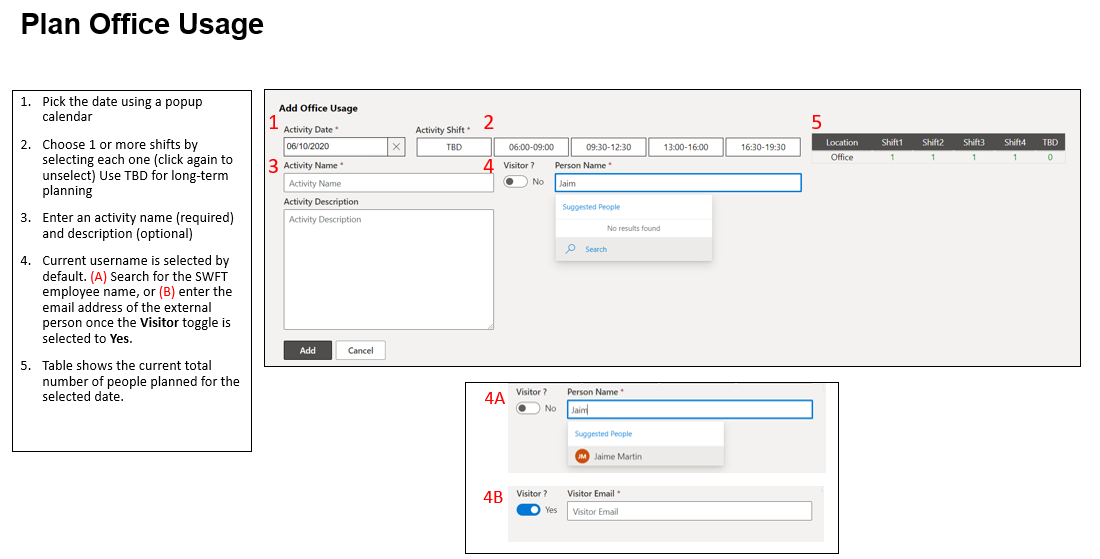 Plan Office Usage
1. Pick the date using a popup
calendar
2. Choose 1 or more shifts by
selecting each one (click again to
unselect) Use TBD for long-term
planning
3. Enter an activity name (required)
and description (optional)
4. Current username is selected by
default. (A) Search for the SWFT
employee name, or (B) enter the
email address of the external
person once the Visitor toggle is
selected to Yes.
5. Table shows the current total
number of people planned for the
selected date.
Add Office Usage
1 Activity Date * Activity Shift * 2
06/10/2020 TBD 06:00-09:00 09:30-12:30 13:00-16:00 16:30-19:30
3 Activity Name * 4 Visitor ? Person Name *
Activity Name No Jaim
Activity Description
Activity Description
Suggested People
No results found
Search
Add Cancel
5
Location Shift1 Shift2 Shift3 Shift4 TBD
Office 1 1 1 1 0
4A Visitor ? Person Name *
No Jaim
Suggested People
JM Jaime Martin
4B Visitor ? Visitor Email *
Yes Visitor Email